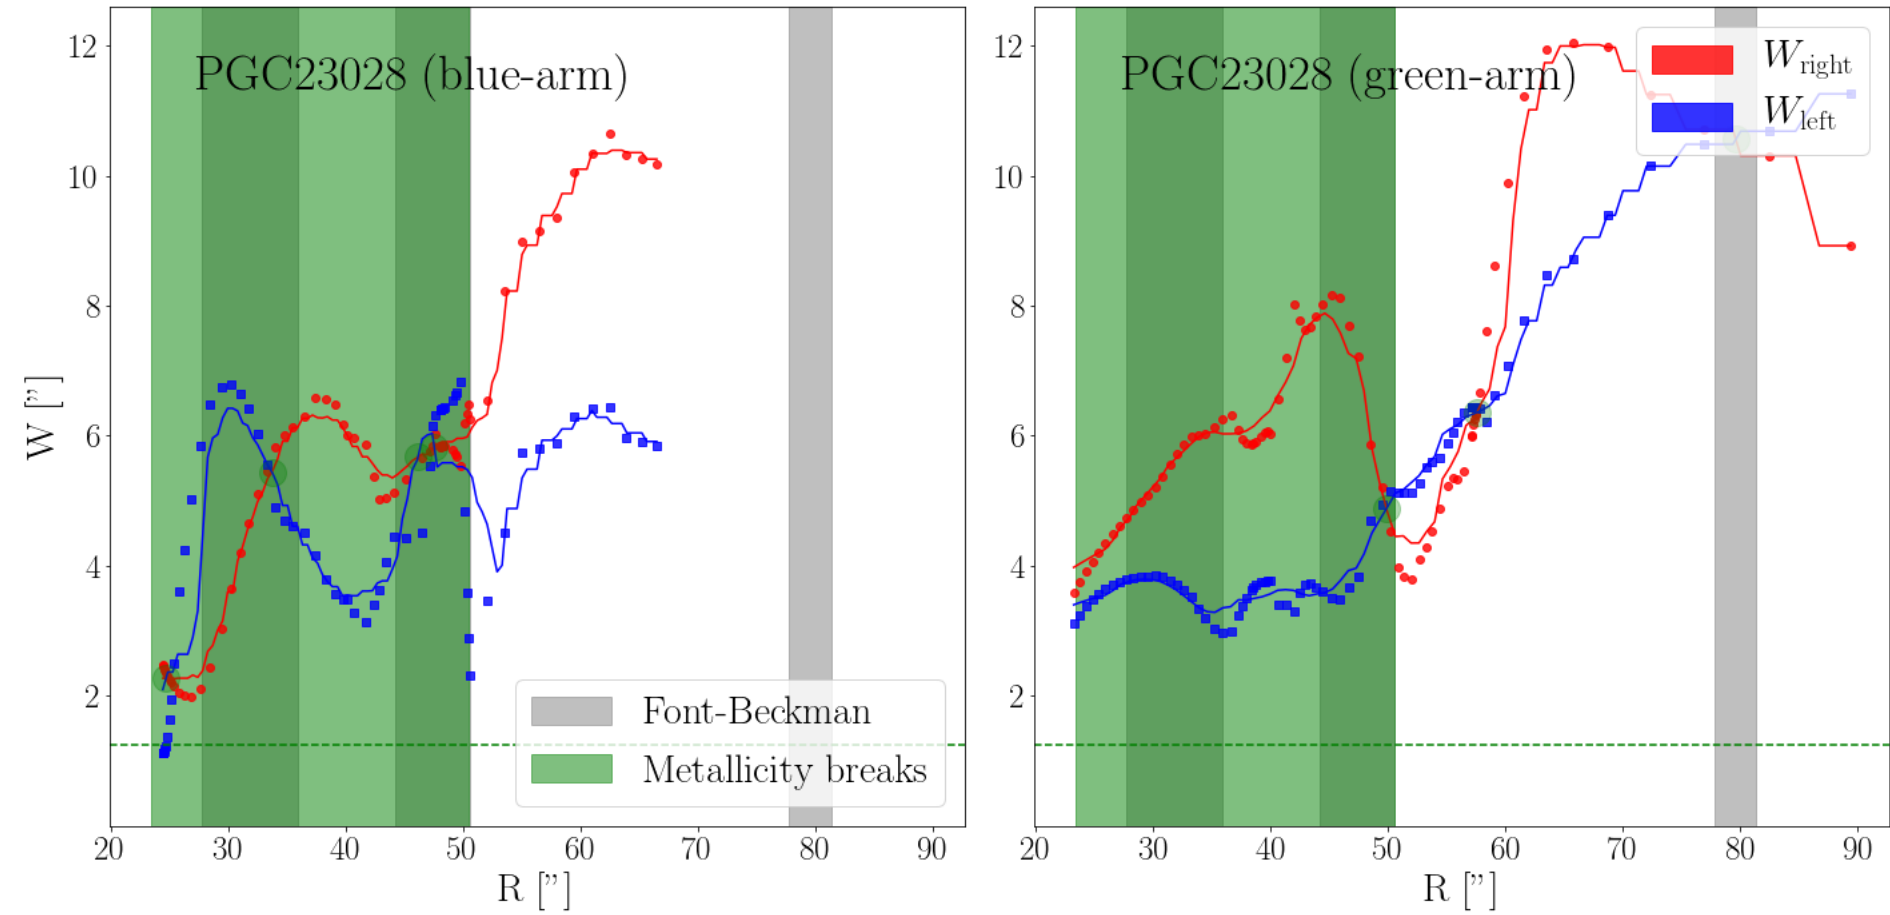 PGC23028 (blue-arm)
12
10
8
6
4
2
W ["]
Font-Beckman
Metallicity breaks
20 30 40 50 60 70 80 90
R ["]
PGC23028 (green-arm)
W_right
W_left
12
10
8
6
4
2
20 30 40 50 60 70 80 90
R ["]